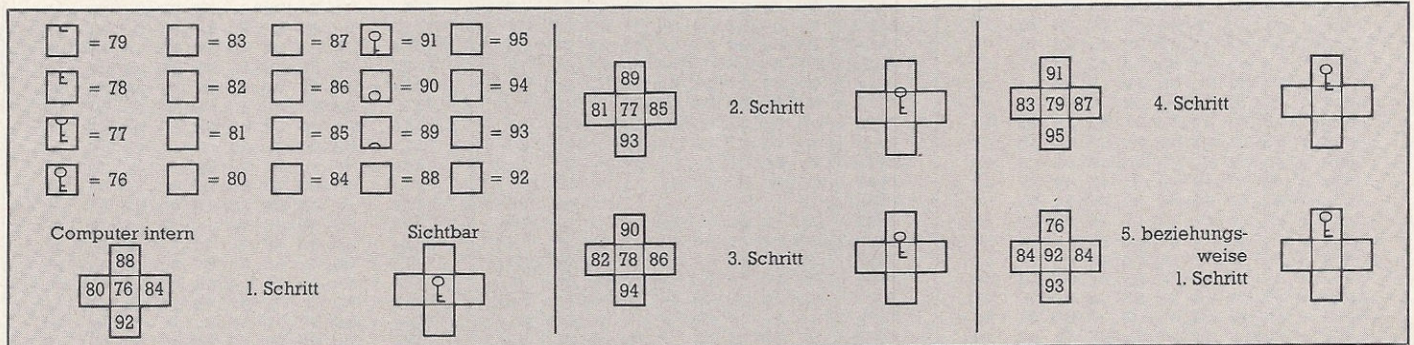 = 79 = 83 = 87 = 91 = 95
= 78 = 82 = 86 = 90 = 94
= 77 = 81 = 85 = 89 = 93
= 76 = 80 = 84 = 88 = 92
Computer intern Sichtbar
88
80 76 84 1. Schritt
92
89
81 77 85 2. Schritt
93
90
82 78 86 3. Schritt
94
91
83 79 87 4. Schritt
95
76
84 92 84 5. beziehungs-
weise
93 1. Schritt